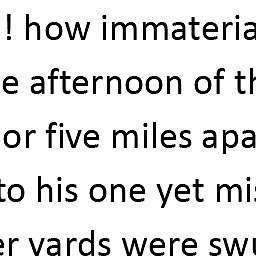 ! how immateria
e afternoon of th
or five miles apa
to his one yet mis
er yards were swu